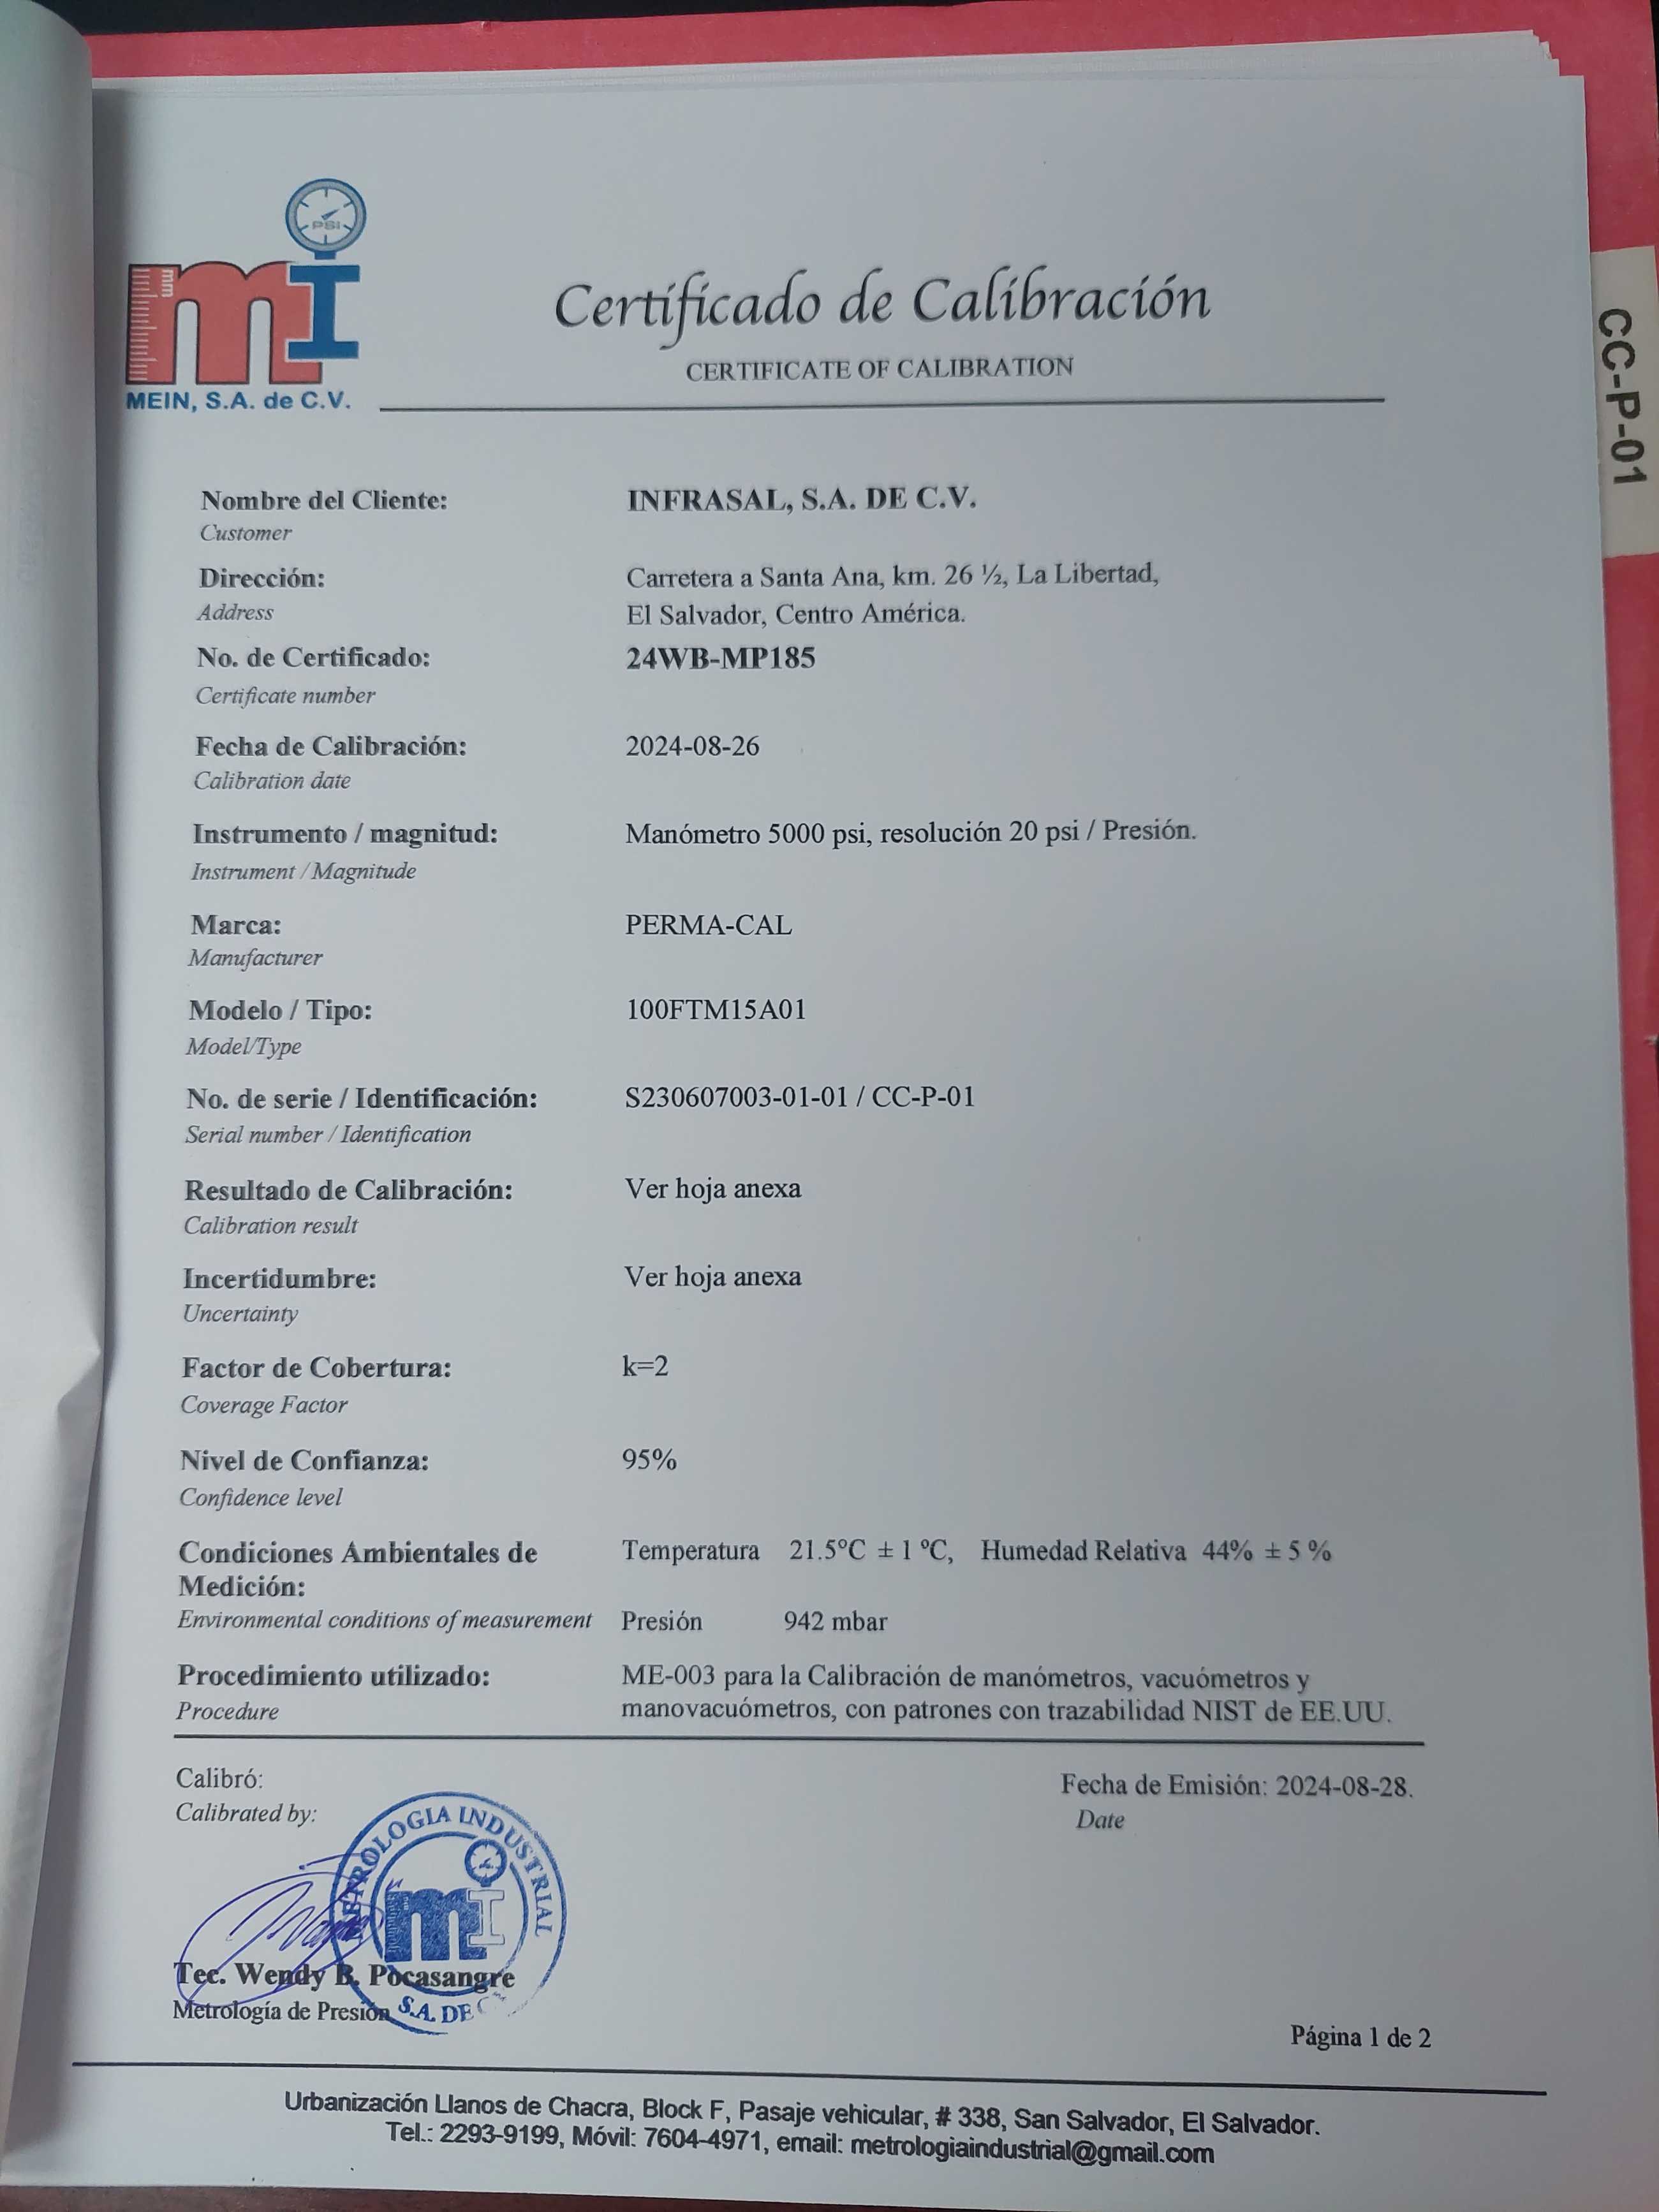 PSI
mm
mi
MEIN, S.A. de C.V.
Certificado de Calibración
CERTIFICATE OF CALIBRATION
CC-P-01
Nombre del Cliente: INFRASAL, S.A. DE C.V.
Customer
Dirección: Carretera a Santa Ana, km. 26 ½, La Libertad,
Address El Salvador, Centro América.
No. de Certificado: 24WB-MP185
Certificate number
Fecha de Calibración: 2024-08-26
Calibration date
Instrumento / magnitud: Manómetro 5000 psi, resolución 20 psi / Presión.
Instrument / Magnitude
Marca: PERMA-CAL
Manufacturer
Modelo / Tipo: 100FTM15A01
Model/Type
No. de serie / Identificación: S230607003-01-01 / CC-P-01
Serial number / Identification
Resultado de Calibración: Ver hoja anexa
Calibration result
Incertidumbre: Ver hoja anexa
Uncertainty
Factor de Cobertura: k=2
Coverage Factor
Nivel de Confianza: 95%
Confidence level
Condiciones Ambientales de Temperatura 21.5ºC ± 1 ºC, Humedad Relativa 44% ± 5 %
Medición:
Environmental conditions of measurement Presión 942 mbar
Procedimiento utilizado: ME-003 para la Calibración de manómetros, vacuómetros y
Procedure manovacuómetros, con patrones con trazabilidad NIST de EE.UU.
Calibró: Fecha de Emisión: 2024-08-28.
Calibrated by: Date
METROLOGIA INDUSTRIAL
mi
S.A. DE C.V.
Tec. Wendy B. Pocasangre
Metrología de Presión
Página 1 de 2
Urbanización Llanos de Chacra, Block F, Pasaje vehicular, # 338, San Salvador, El Salvador.
Tel.: 2293-9199, Móvil: 7604-4971, email: metrologiaindustrial@gmail.com